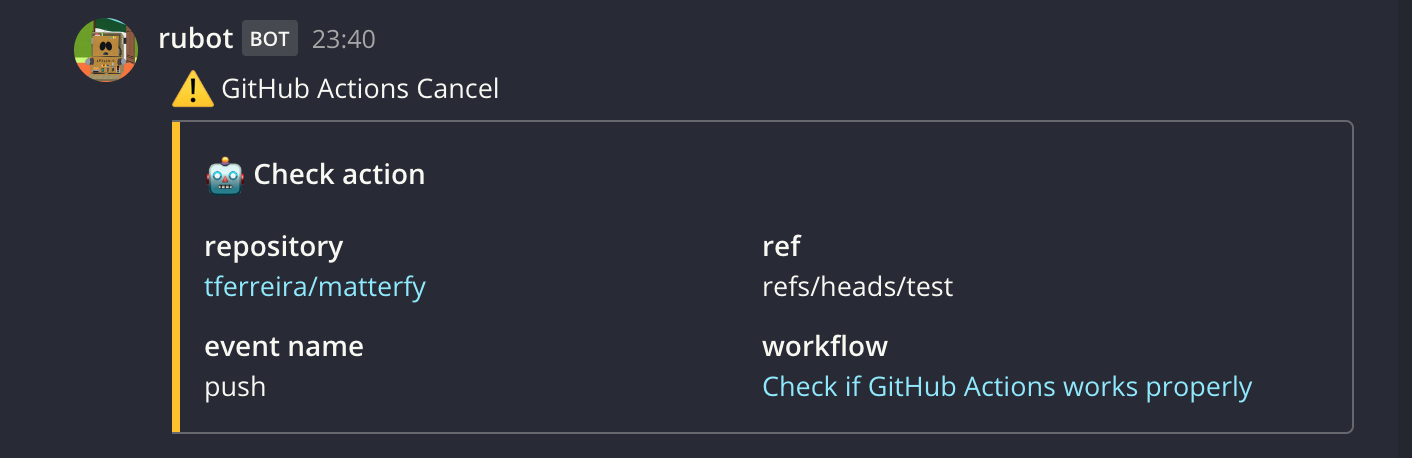 rubot BOT 23:40
GitHub Actions Cancel
Check action
repository
tferreira/matterfy
ref
refs/heads/test
event name
push
workflow
Check if GitHub Actions works properly